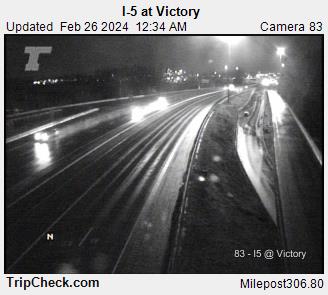 I-5 at Victory
Updated  Feb 26 2024  12:34 AM
Camera 83
T
N
83 - I5 @ Victory
TripCheck.com
Milepost306.80